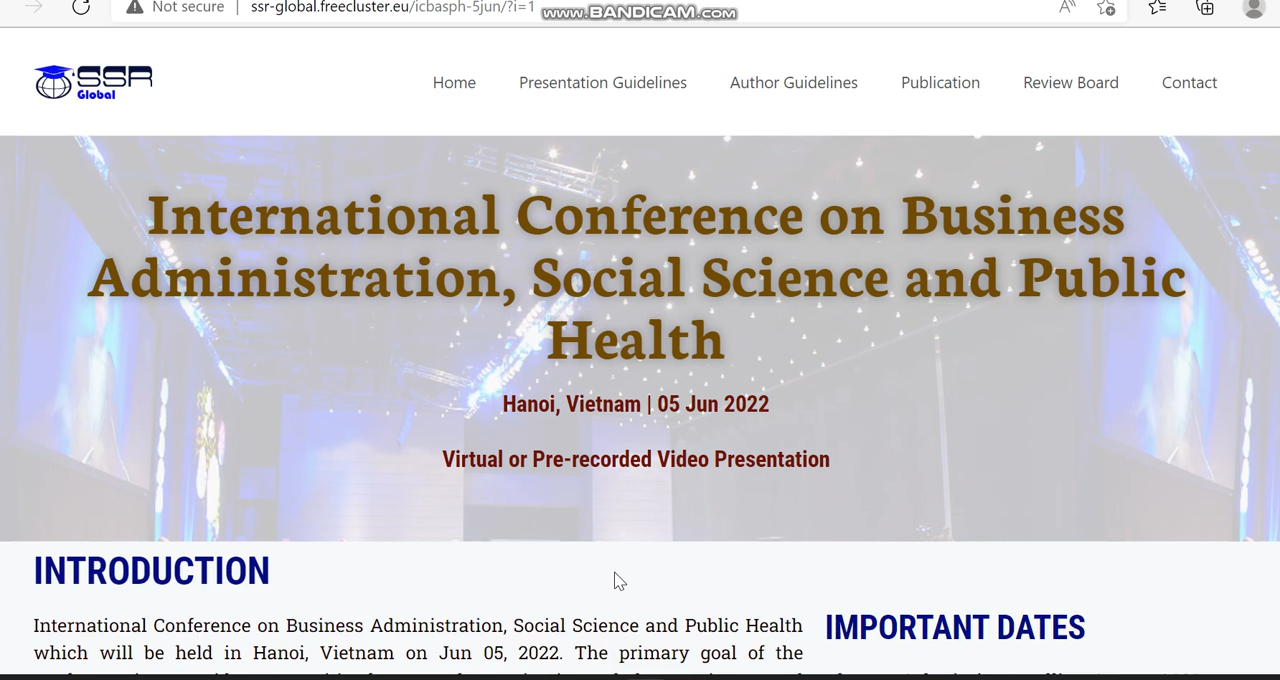 Not secure | ssr-global.freecluster.eu/icbasph-5jun/?i=1
www.BANDICAM.com
SSR
Global
Home Presentation Guidelines Author Guidelines Publication Review Board Contact
International Conference on Business
Administration, Social Science and Public
Health
Hanoi, Vietnam | 05 Jun 2022
Virtual or Pre-recorded Video Presentation
INTRODUCTION
International Conference on Business Administration, Social Science and Public Health
which will be held in Hanoi, Vietnam on Jun 05, 2022. The primary goal of the
IMPORTANT DATES